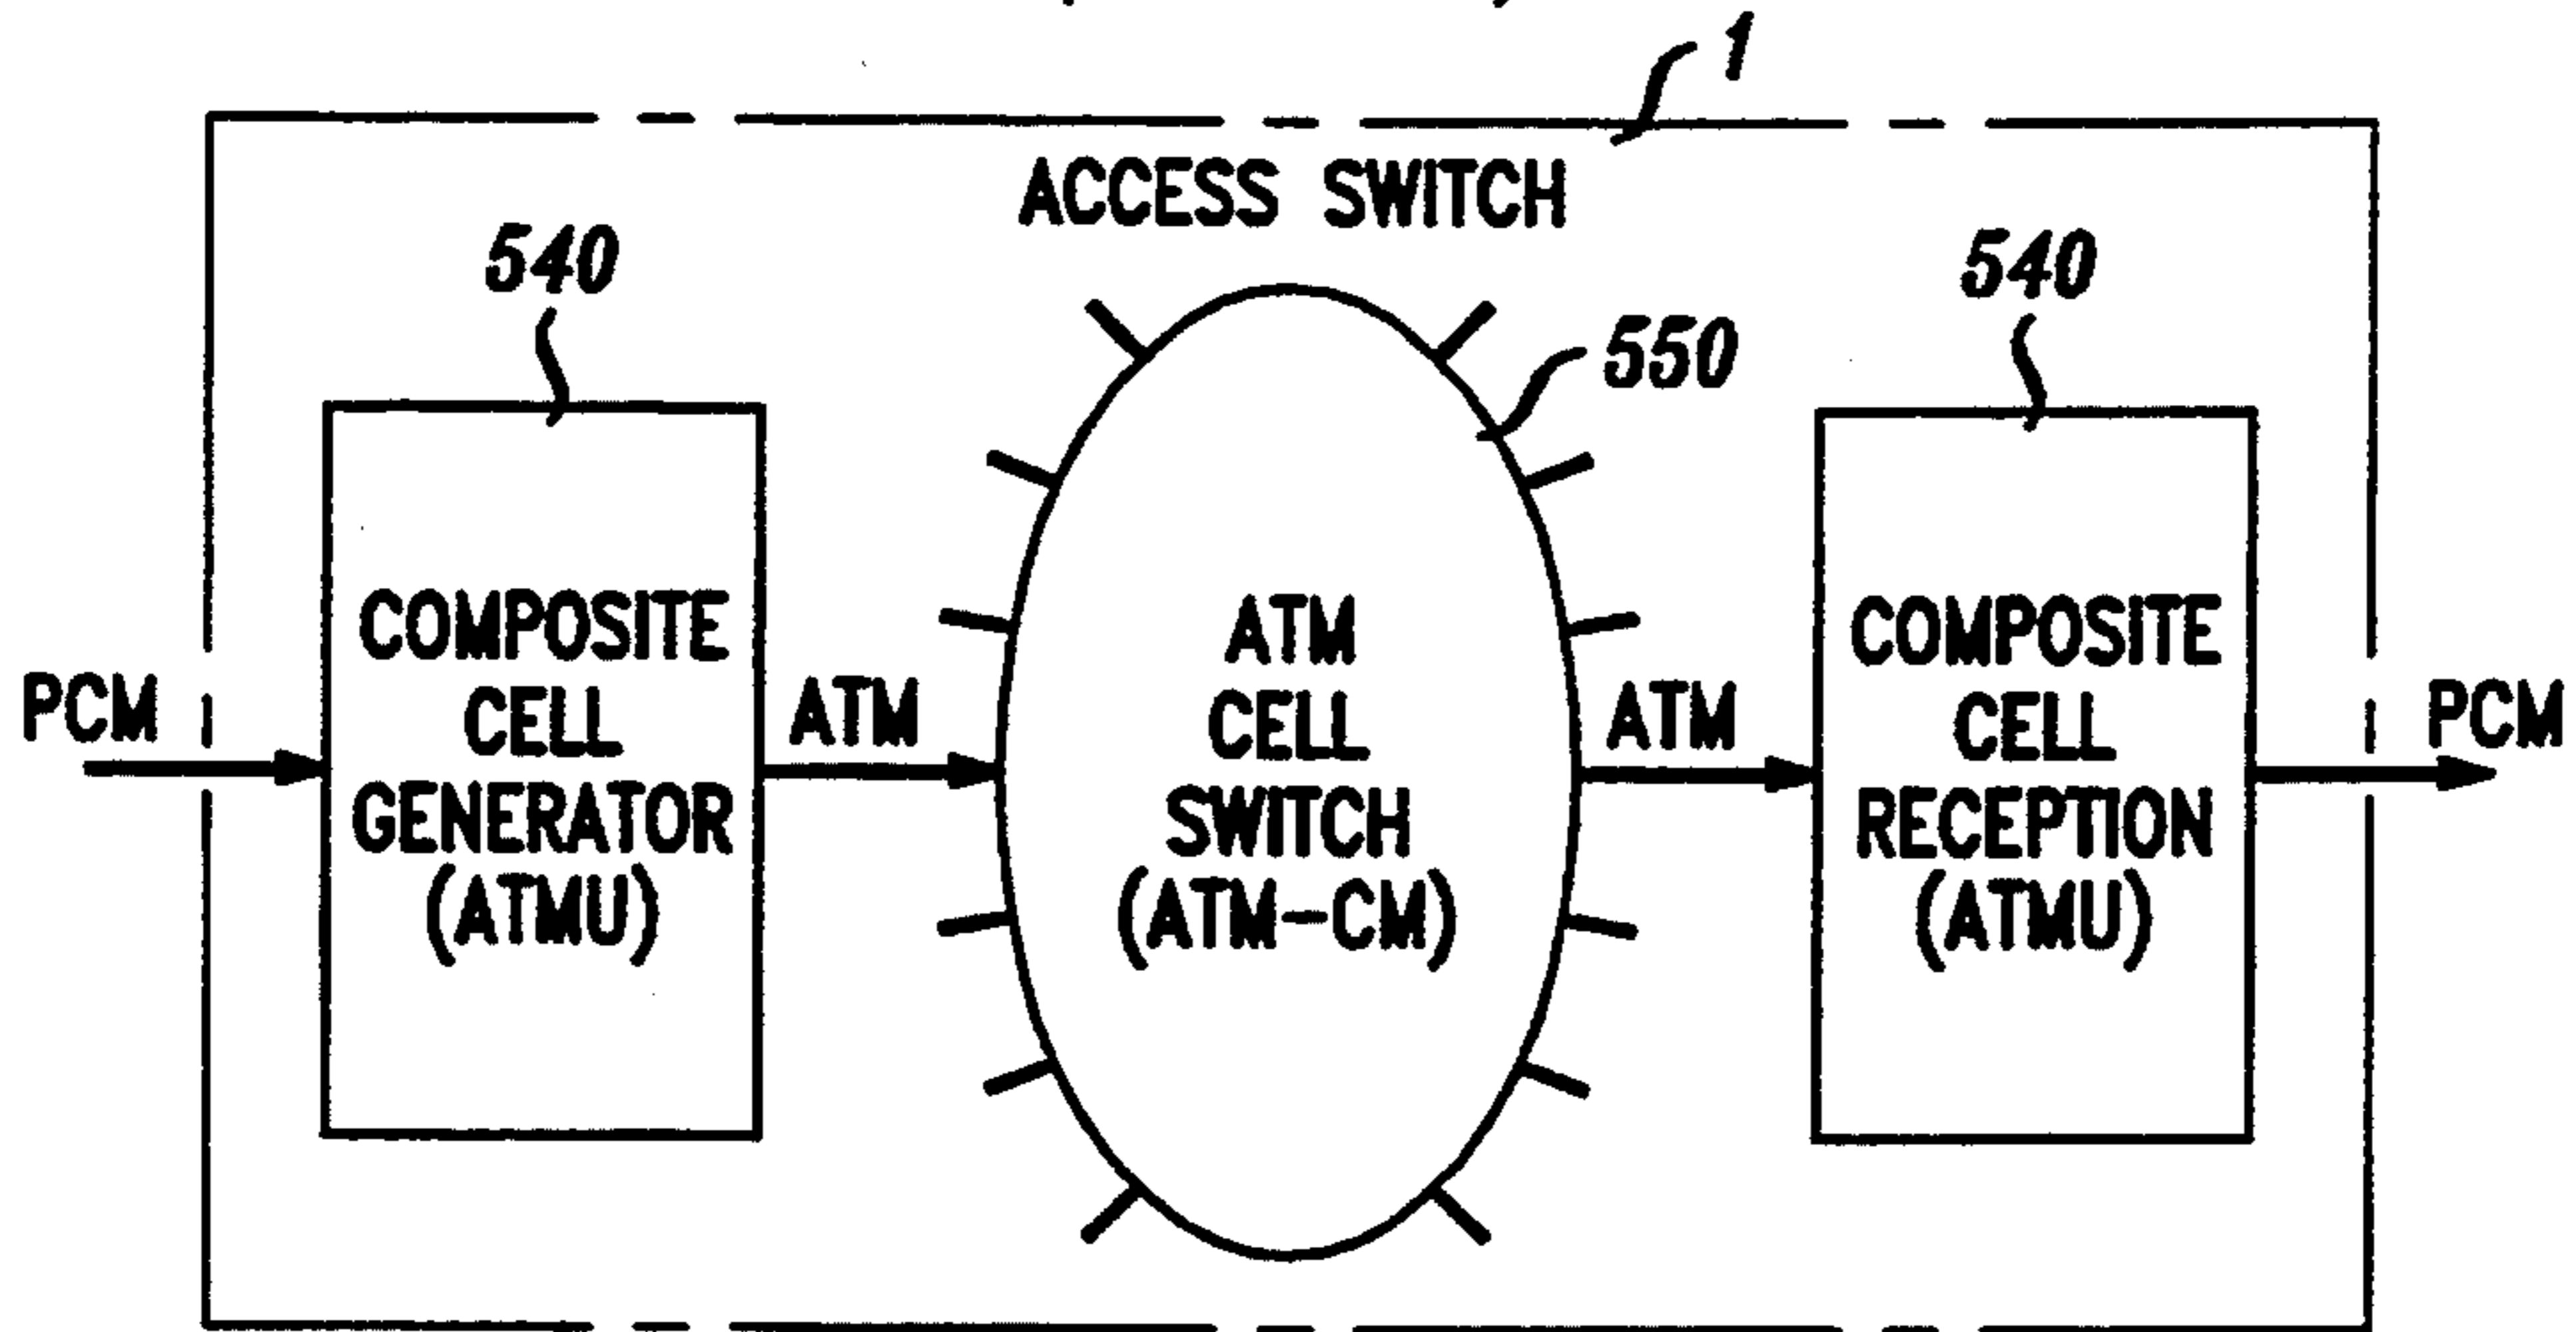 1
ACCESS SWITCH
540
540
550
COMPOSITE
CELL
GENERATOR
(ATMU)
ATM
CELL
SWITCH
(ATM-CM)
COMPOSITE
CELL
RECEPTION
(ATMU)
PCM
ATM
ATM
PCM